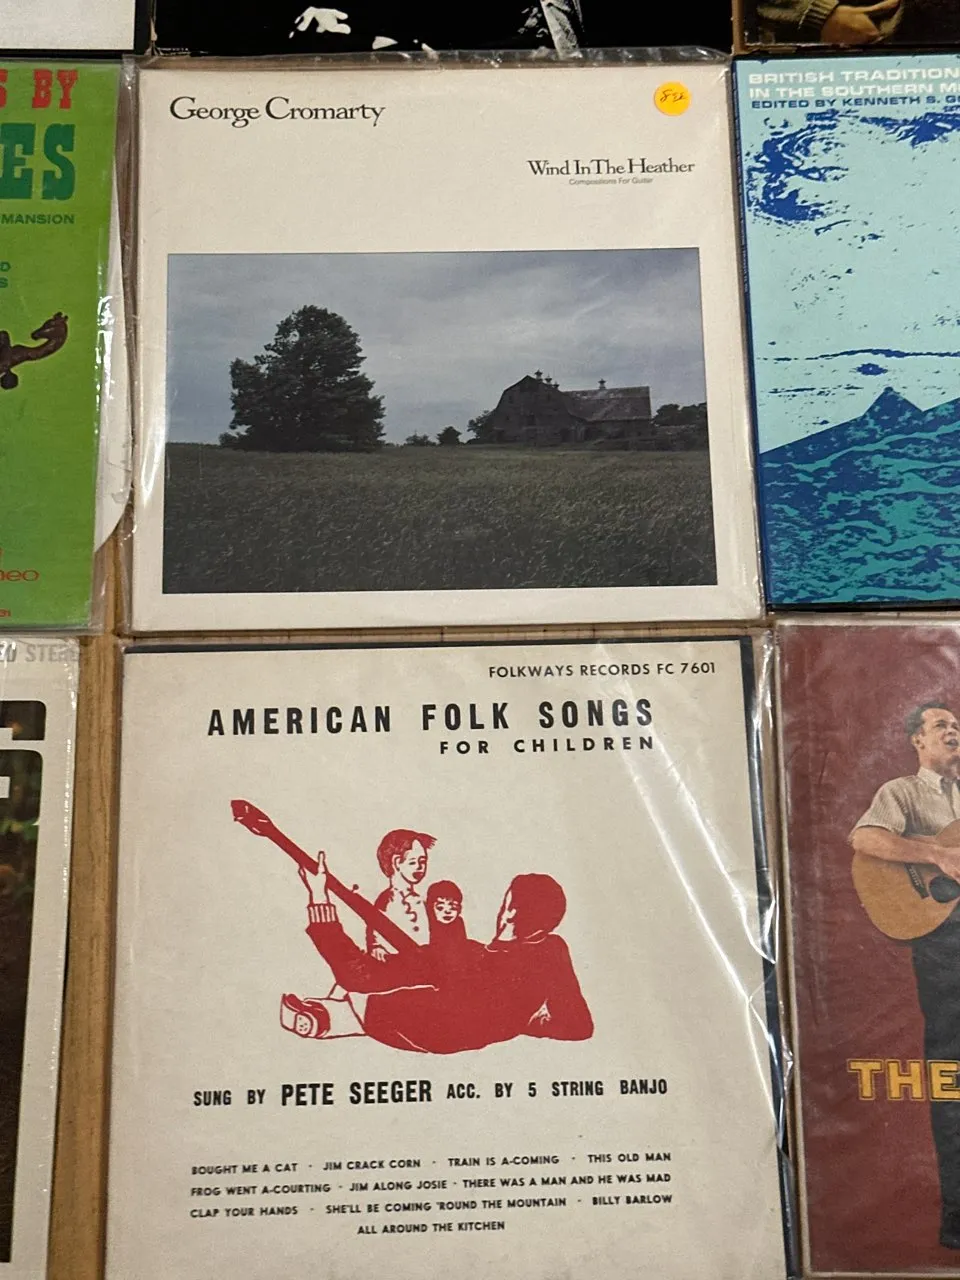 S BY
ES
MANSION
George Cromarty
Wind In The Heather
Compositions For Guitar
BRITISH TRADITION
IN THE SOUTHERN M
EDITED BY KENNETH S. G
FOLKWAYS RECORDS FC 7601
AMERICAN FOLK SONGS
FOR CHILDREN
SUNG BY PETE SEEGER ACC. BY 5 STRING BANJO
BOUGHT ME A CAT · JIM CRACK CORN · TRAIN IS A-COMING · THIS OLD MAN
FROG WENT A-COURTING · JIM ALONG JOSIE · THERE WAS A MAN AND HE WAS MAD
CLAP YOUR HANDS · SHE'LL BE COMING 'ROUND THE MOUNTAIN · BILLY BARLOW
ALL AROUND THE KITCHEN
THE